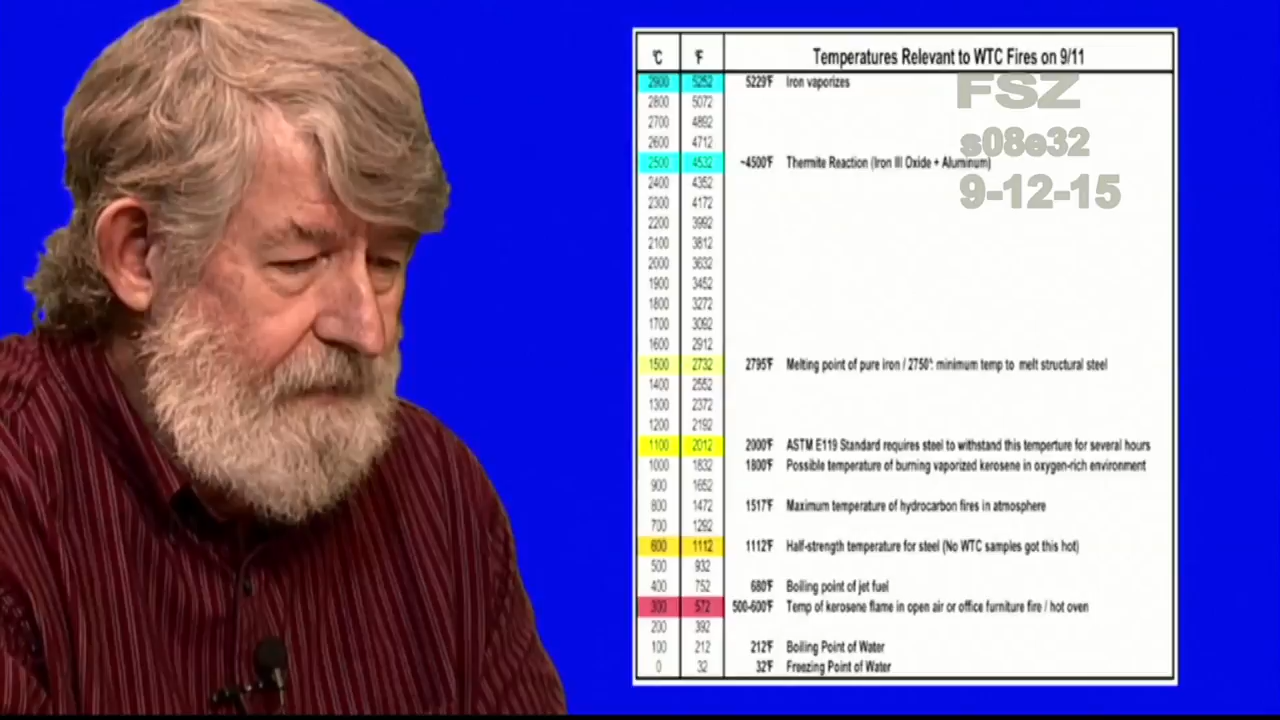 °C °F Temperatures Relevant to WTC Fires on 9/11
2900 5252 5229°F Iron vaporizes
FSZ
2800 5072
2700 4892
2600 4712
s08e32
2500 4532 ~4500°F Thermite Reaction (Iron III Oxide + Aluminum)
2400 4352
9-12-15
2300 4172
2200 3992
2100 3812
2000 3632
1900 3452
1800 3272
1700 3092
1600 2912
1500 2732 2795°F Melting point of pure iron / 2750°: minimum temp to melt structural steel
1400 2552
1300 2372
1200 2192
1100 2012 2000°F ASTM E119 Standard requires steel to withstand this temperture for several hours
1000 1832 1800°F Possible temperature of burning vaporized kerosene in oxygen-rich environment
900 1652
800 1472 1517°F Maximum temperature of hydrocarbon fires in atmosphere
700 1292
600 1112 1112°F Half-strength temperature for steel (No WTC samples got this hot)
500 932
400 752 680°F Boiling point of jet fuel
300 572 500-600°F Temp of kerosene flame in open air or office furniture fire / hot oven
200 392
100 212 212°F Boiling Point of Water
0 32 32°F Freezing Point of Water